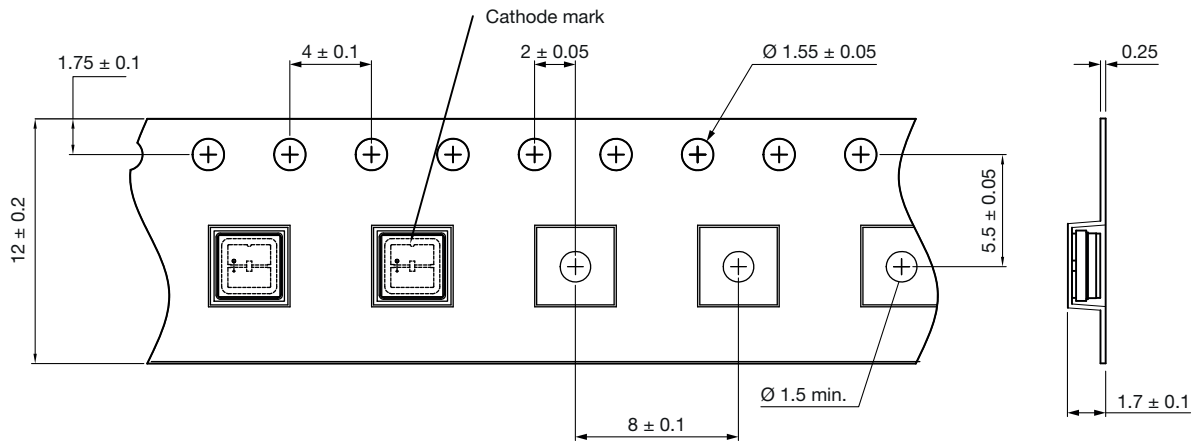 Cathode mark
1.75 ± 0.1
4 ± 0.1
2 ± 0.05
Ø 1.55 ± 0.05
0.25
12 ± 0.2
5.5 ± 0.05
Ø 1.5 min.
8 ± 0.1
1.7 ± 0.1